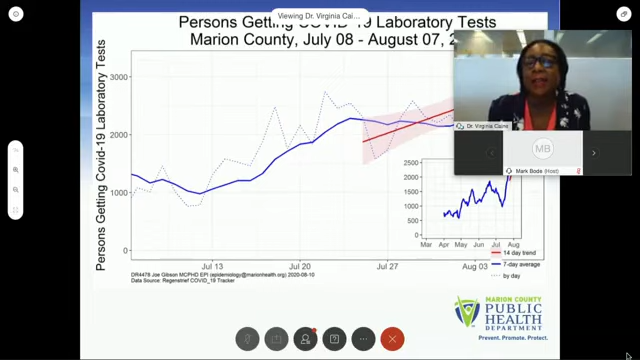 Viewing Dr. Virginia Cai...
Persons Getting COVID-19 Laboratory Tests
Marion County, July 08 - August 07, 2
Persons Getting Covid-19 Laboratory Tests
3000
2000
1000
0
Jul 13
Jul 20
Jul 27
Aug 03
2500
2000
1500
1000
500
0
Mar
Apr
May
Jun
Jul
Aug
14 day trend
7-day average
by day
DR4478 Joe Gibson MCPHD EPI (epidemiology@marionhealth.org) 2020-08-10
Data Source: Regenstrief COVID_19 Tracker
Dr. Virginia Caine
MB
Mark Bode (Host)
MARION COUNTY
PUBLIC
HEALTH
DEPARTMENT
Prevent. Promote. Protect.